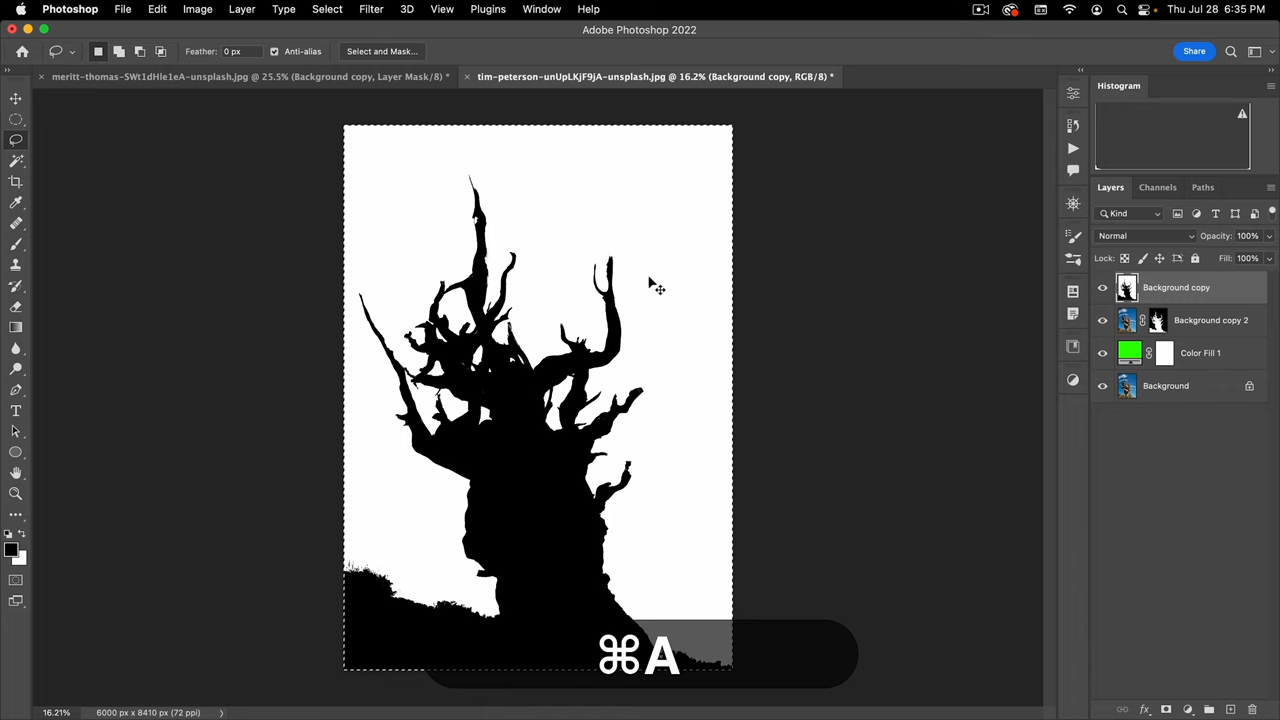 Photoshop File Edit Image Layer Type Select Filter 3D View Plugins Window Help Thu Jul 28 6:35 PM
Adobe Photoshop 2022
Feather: 0 px Anti-alias Select and Mask... Share
meritt-thomas-SWt1dHle1eA-unsplash.jpg @ 25.5% (Background copy, Layer Mask/8) * tim-peterson-unUpLKjF9jA-unsplash.jpg @ 16.2% (Background copy, RGB/8) *
Histogram
Layers Channels Paths
Kind
Normal Opacity: 100%
Lock: Fill: 100%
Background copy
Background copy 2
Color Fill 1
Background
⌘A
16.21% 6000 px x 8410 px (72 ppi)
fx